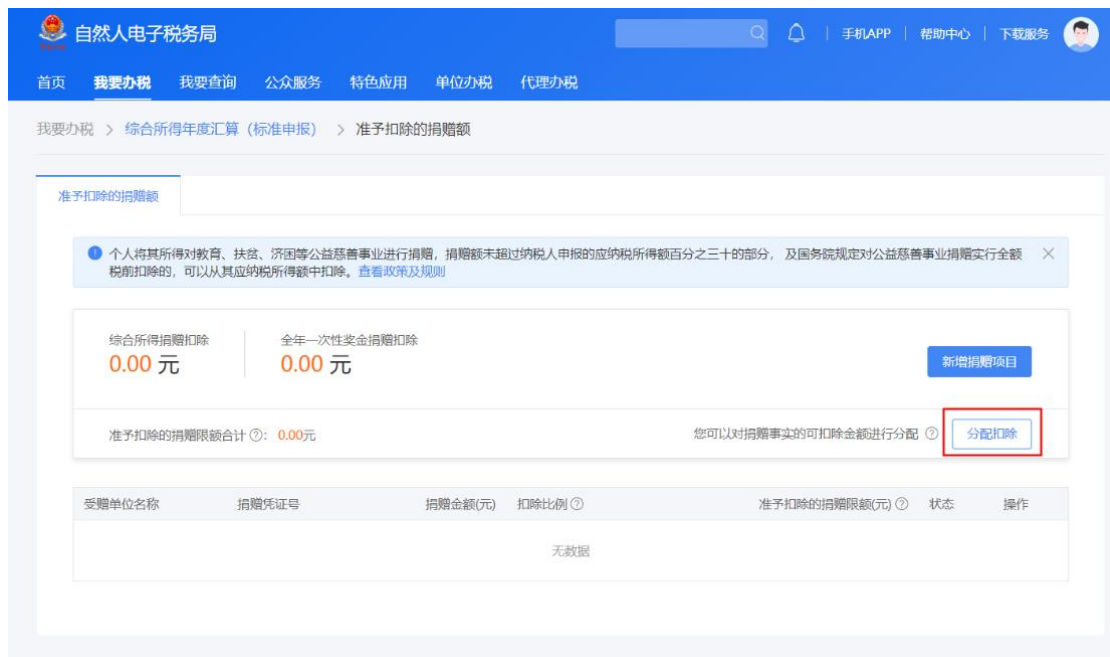 自然人电子税务局
手机APP | 帮助中心 | 下载服务
首页 我要办税 我要查询 公众服务 特色应用 单位办税 代理办税
我要办税 > 综合所得年度汇算（标准申报） > 准予扣除的捐赠额
准予扣除的捐赠额
个人将其所得对教育、扶贫、济困等公益慈善事业进行捐赠，捐赠额未超过纳税人申报的应纳税所得额百分之三十的部分， 及国务院规定对公益慈善事业捐赠实行全额
税前扣除的，可以从其应纳税所得额中扣除。查看政策及规则
综合所得捐赠扣除 全年一次性奖金捐赠扣除
0.00 元 0.00 元
新增捐赠项目
准予扣除的捐赠限额合计 ?： 0.00元 您可以对捐赠事实的可扣除金额进行分配 ? 分配扣除
受赠单位名称 捐赠凭证号 捐赠金额(元) 扣除比例 ? 准予扣除的捐赠限额(元) ? 状态 操作
无数据